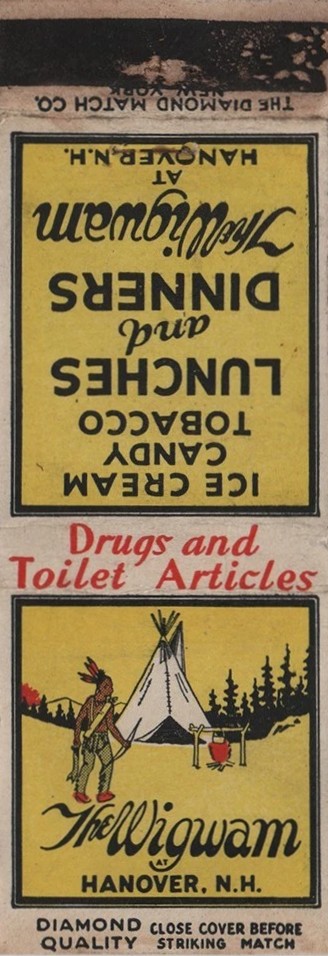 THE DIAMOND MATCH CO.
NEW YORK
ICE CREAM
CANDY
TOBACCO
LUNCHES
and
DINNERS
The Wigwam
AT
HANOVER N.H.
Drugs and
Toilet Articles
The Wigwam
AT
HANOVER, N.H.
DIAMOND QUALITY
CLOSE COVER BEFORE STRIKING MATCH